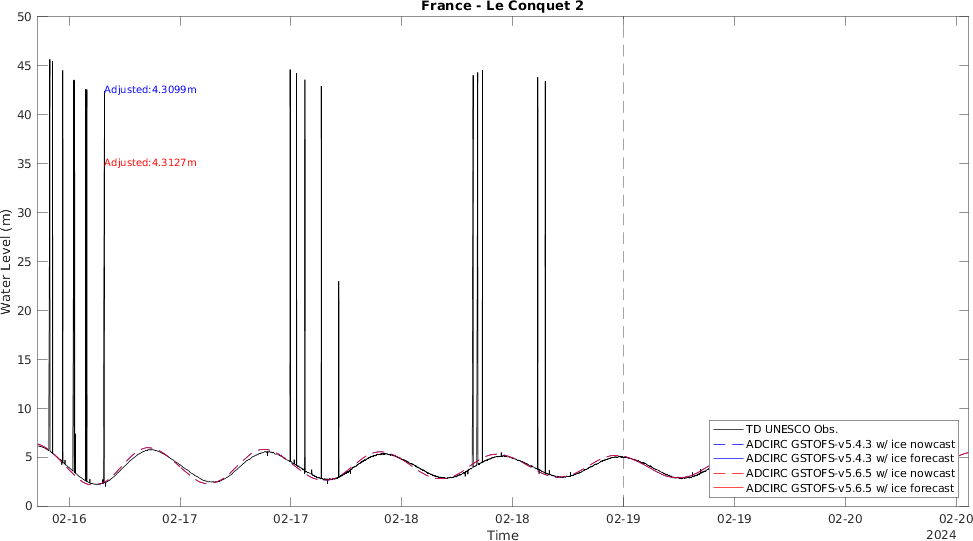 France - Le Conquet 2
50
45
40
35
30
25
20
15
10
5
0
Water Level (m)
Adjusted:4.3099m
Adjusted:4.3127m
TD UNESCO Obs.
ADCIRC GSTOFS-v5.4.3 w/ ice nowcast
ADCIRC GSTOFS-v5.4.3 w/ ice forecast
ADCIRC GSTOFS-v5.6.5 w/ ice nowcast
ADCIRC GSTOFS-v5.6.5 w/ ice forecast
02-16 02-17 02-17 02-18 02-18 02-19 02-19 02-20 02-20
Time
2024